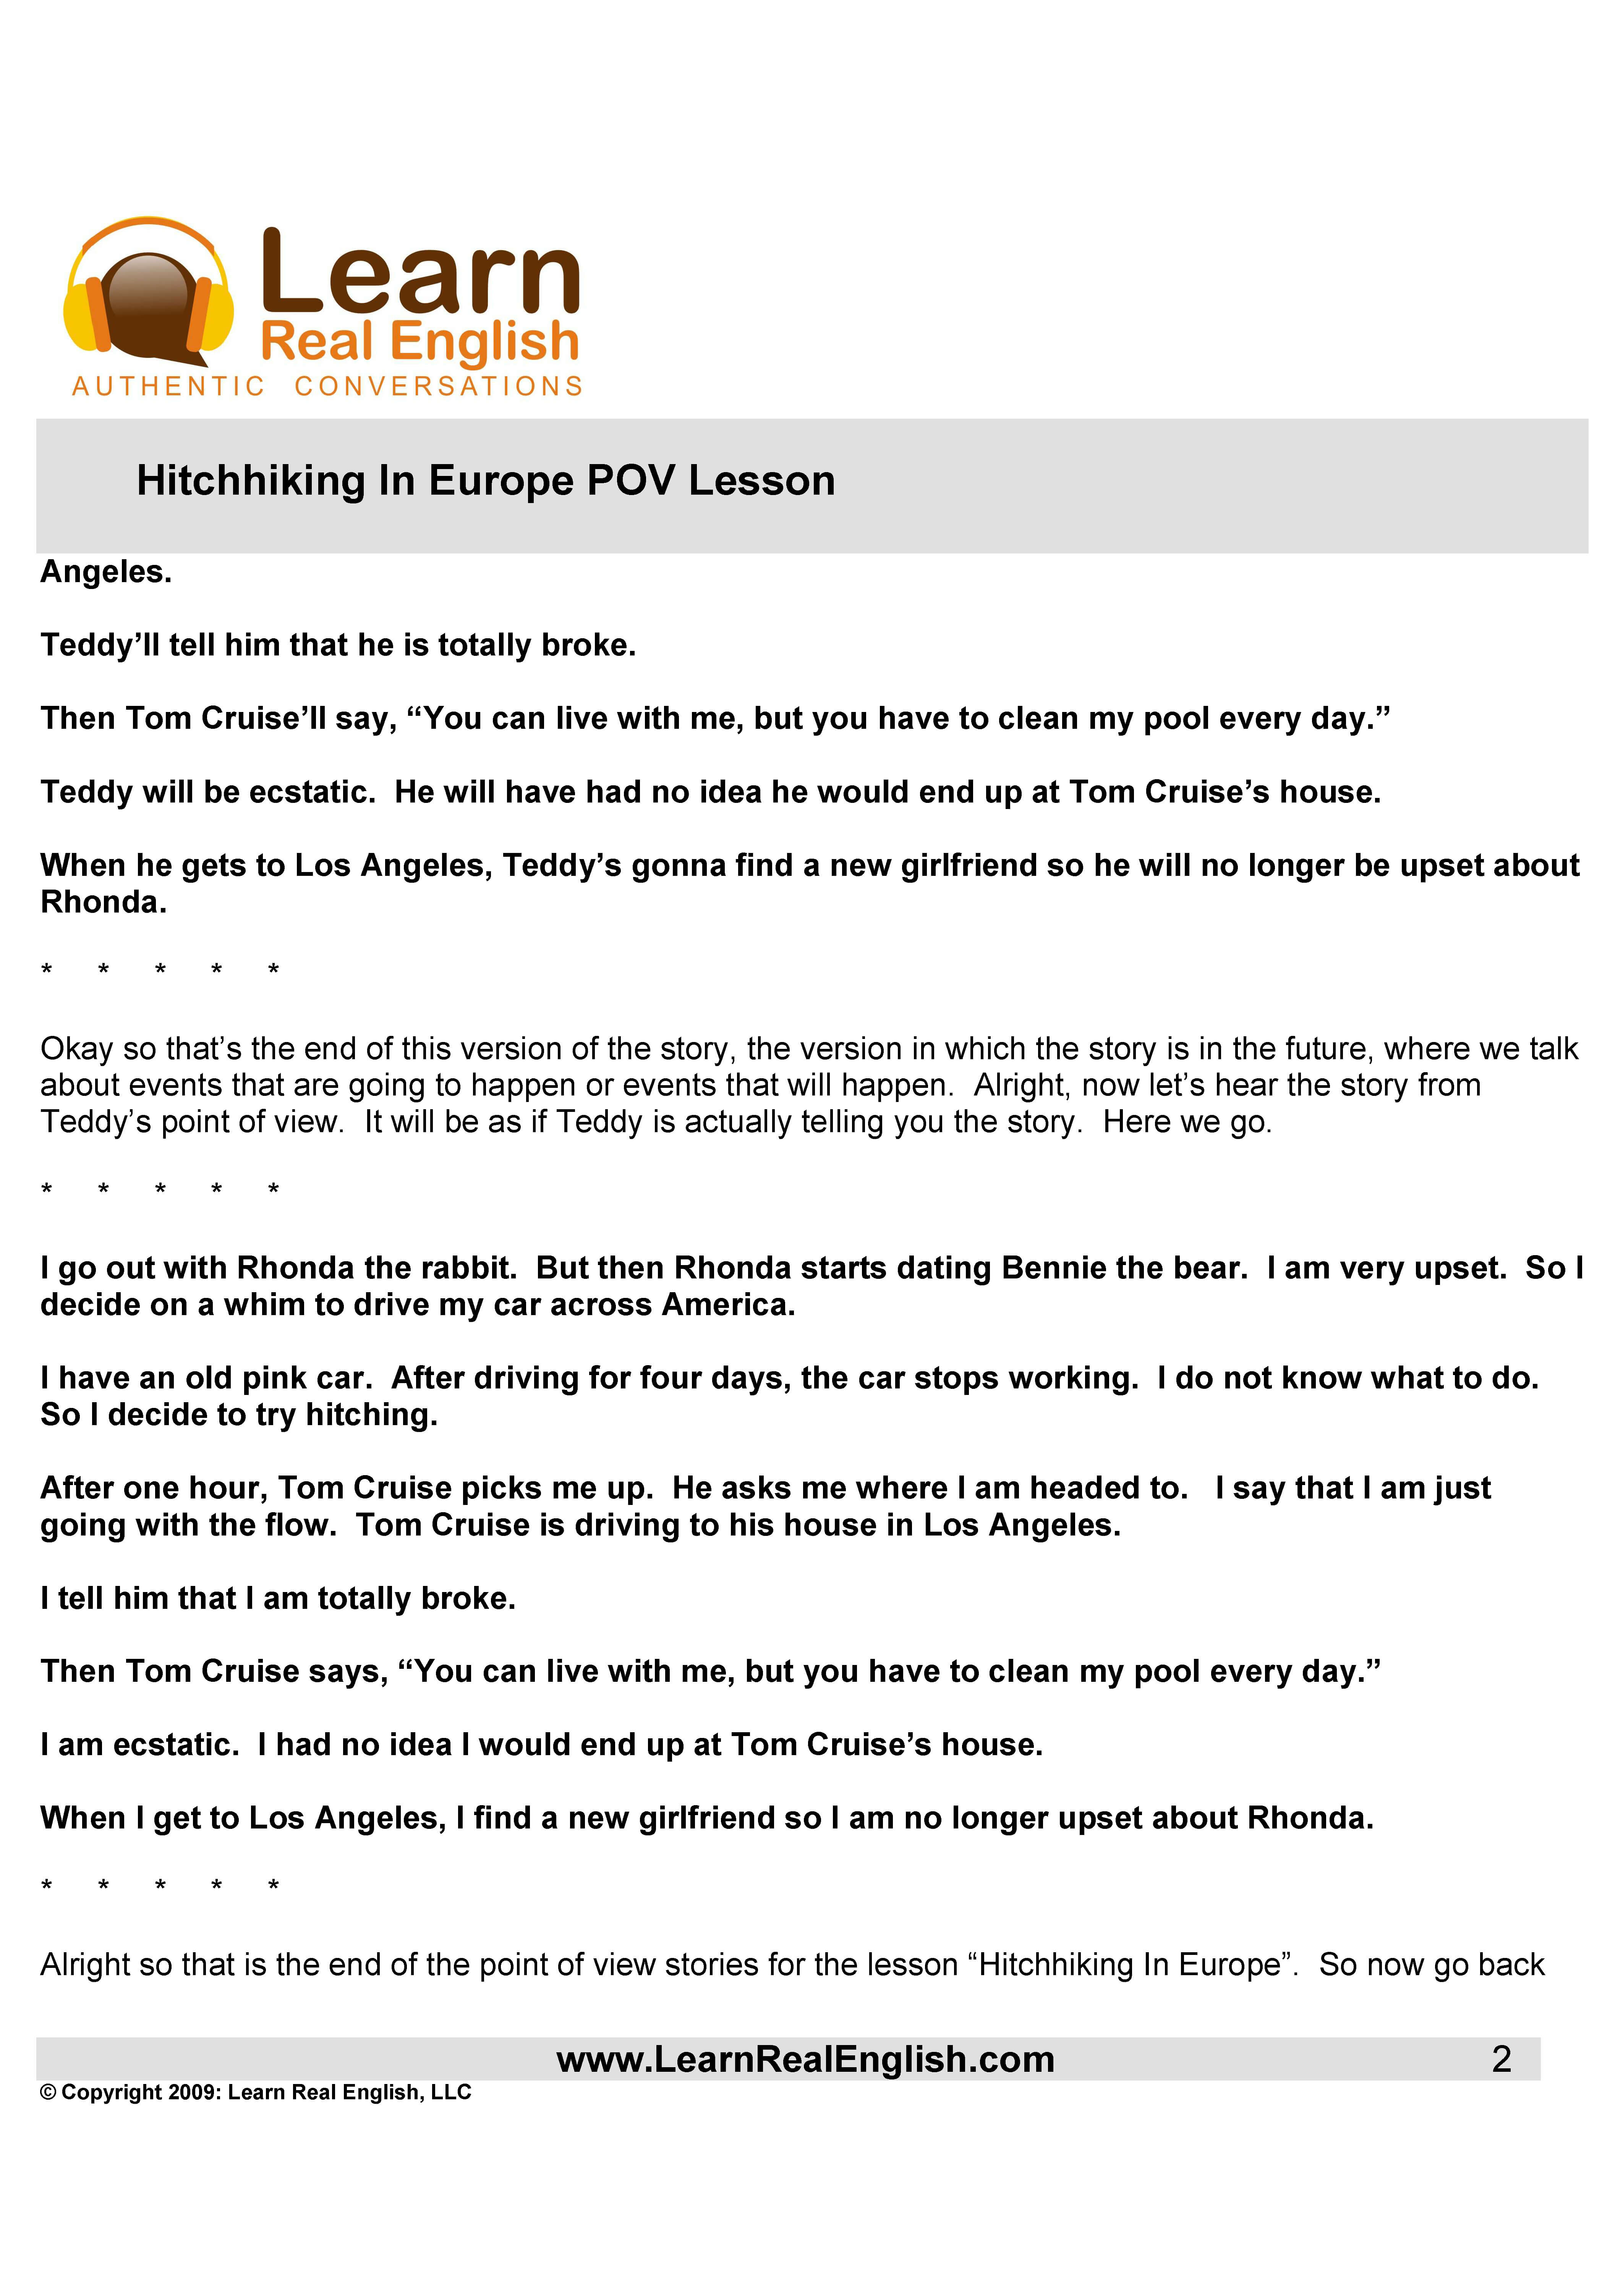 Learn
Real English
AUTHENTIC CONVERSATIONS
Hitchhiking In Europe POV Lesson
Angeles.
Teddy’ll tell him that he is totally broke.
Then Tom Cruise’ll say, “You can live with me, but you have to clean my pool every day.”
Teddy will be ecstatic.  He will have had no idea he would end up at Tom Cruise’s house.
When he gets to Los Angeles, Teddy’s gonna find a new girlfriend so he will no longer be upset about
Rhonda.
* * * * *
Okay so that’s the end of this version of the story, the version in which the story is in the future, where we talk
about events that are going to happen or events that will happen.  Alright, now let’s hear the story from
Teddy’s point of view.  It will be as if Teddy is actually telling you the story.  Here we go.
* * * * *
I go out with Rhonda the rabbit.  But then Rhonda starts dating Bennie the bear.  I am very upset.  So I
decide on a whim to drive my car across America.
I have an old pink car.  After driving for four days, the car stops working.  I do not know what to do.
So I decide to try hitching.
After one hour, Tom Cruise picks me up.  He asks me where I am headed to.   I say that I am just
going with the flow.  Tom Cruise is driving to his house in Los Angeles.
I tell him that I am totally broke.
Then Tom Cruise says, “You can live with me, but you have to clean my pool every day.”
I am ecstatic.  I had no idea I would end up at Tom Cruise’s house.
When I get to Los Angeles, I find a new girlfriend so I am no longer upset about Rhonda.
* * * * *
Alright so that is the end of the point of view stories for the lesson “Hitchhiking In Europe”.  So now go back
www.LearnRealEnglish.com 2
© Copyright 2009: Learn Real English, LLC